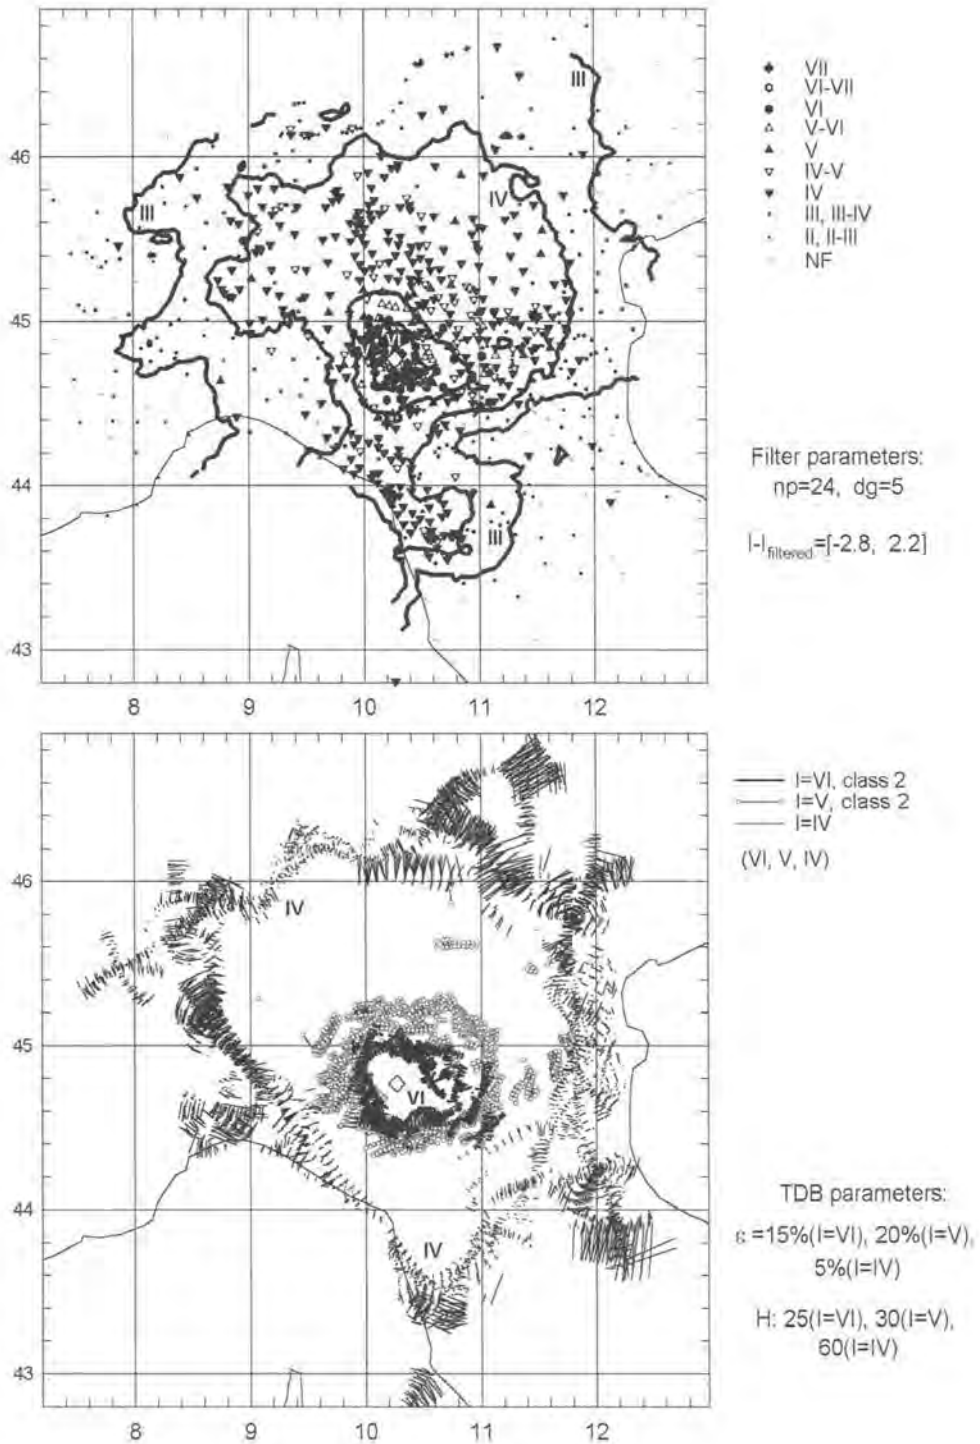 VII
VI-VII
VI
V-VI
V
IV-V
IV
III, III-IV
II, II-III
NF
III
III
IV
VI
V
III
46
45
44
43
8 9 10 11 12
Filter parameters:
np=24, dg=5
I-Ifiltered=[-2.8, 2.2]
I=VI, class 2
I=V, class 2
I=IV
(VI, V, IV)
IV
VI
IV
46
45
44
43
8 9 10 11 12
TDB parameters:
ε =15%(I=VI), 20%(I=V),
5%(I=IV)
H: 25(I=VI), 30(I=V),
60(I=IV)